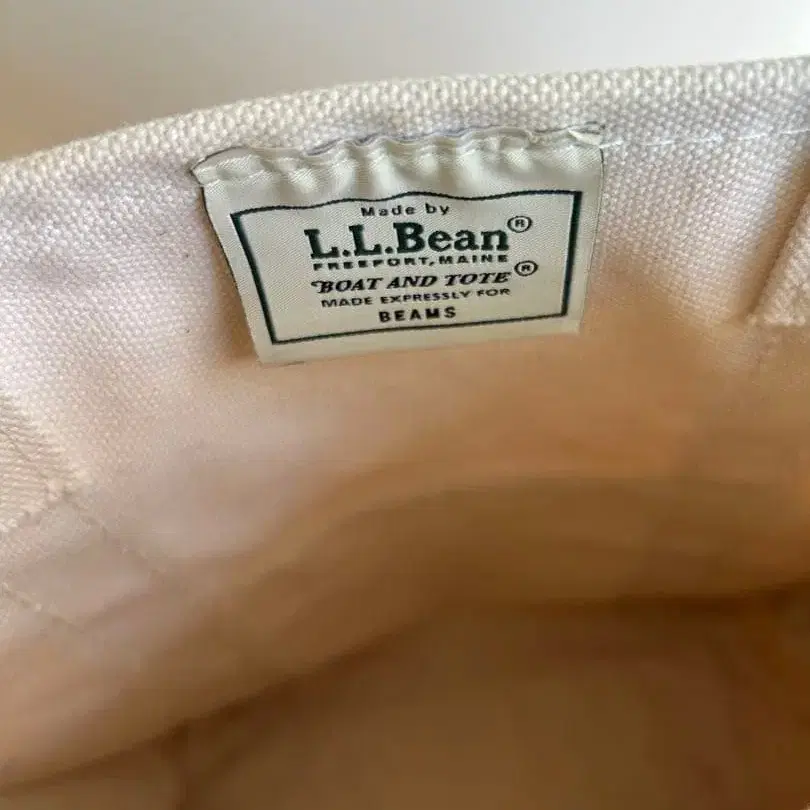 Made by
L.L.Bean®
FREEPORT, MAINE
BOAT AND TOTE®
MADE EXPRESSLY FOR
BEAMS